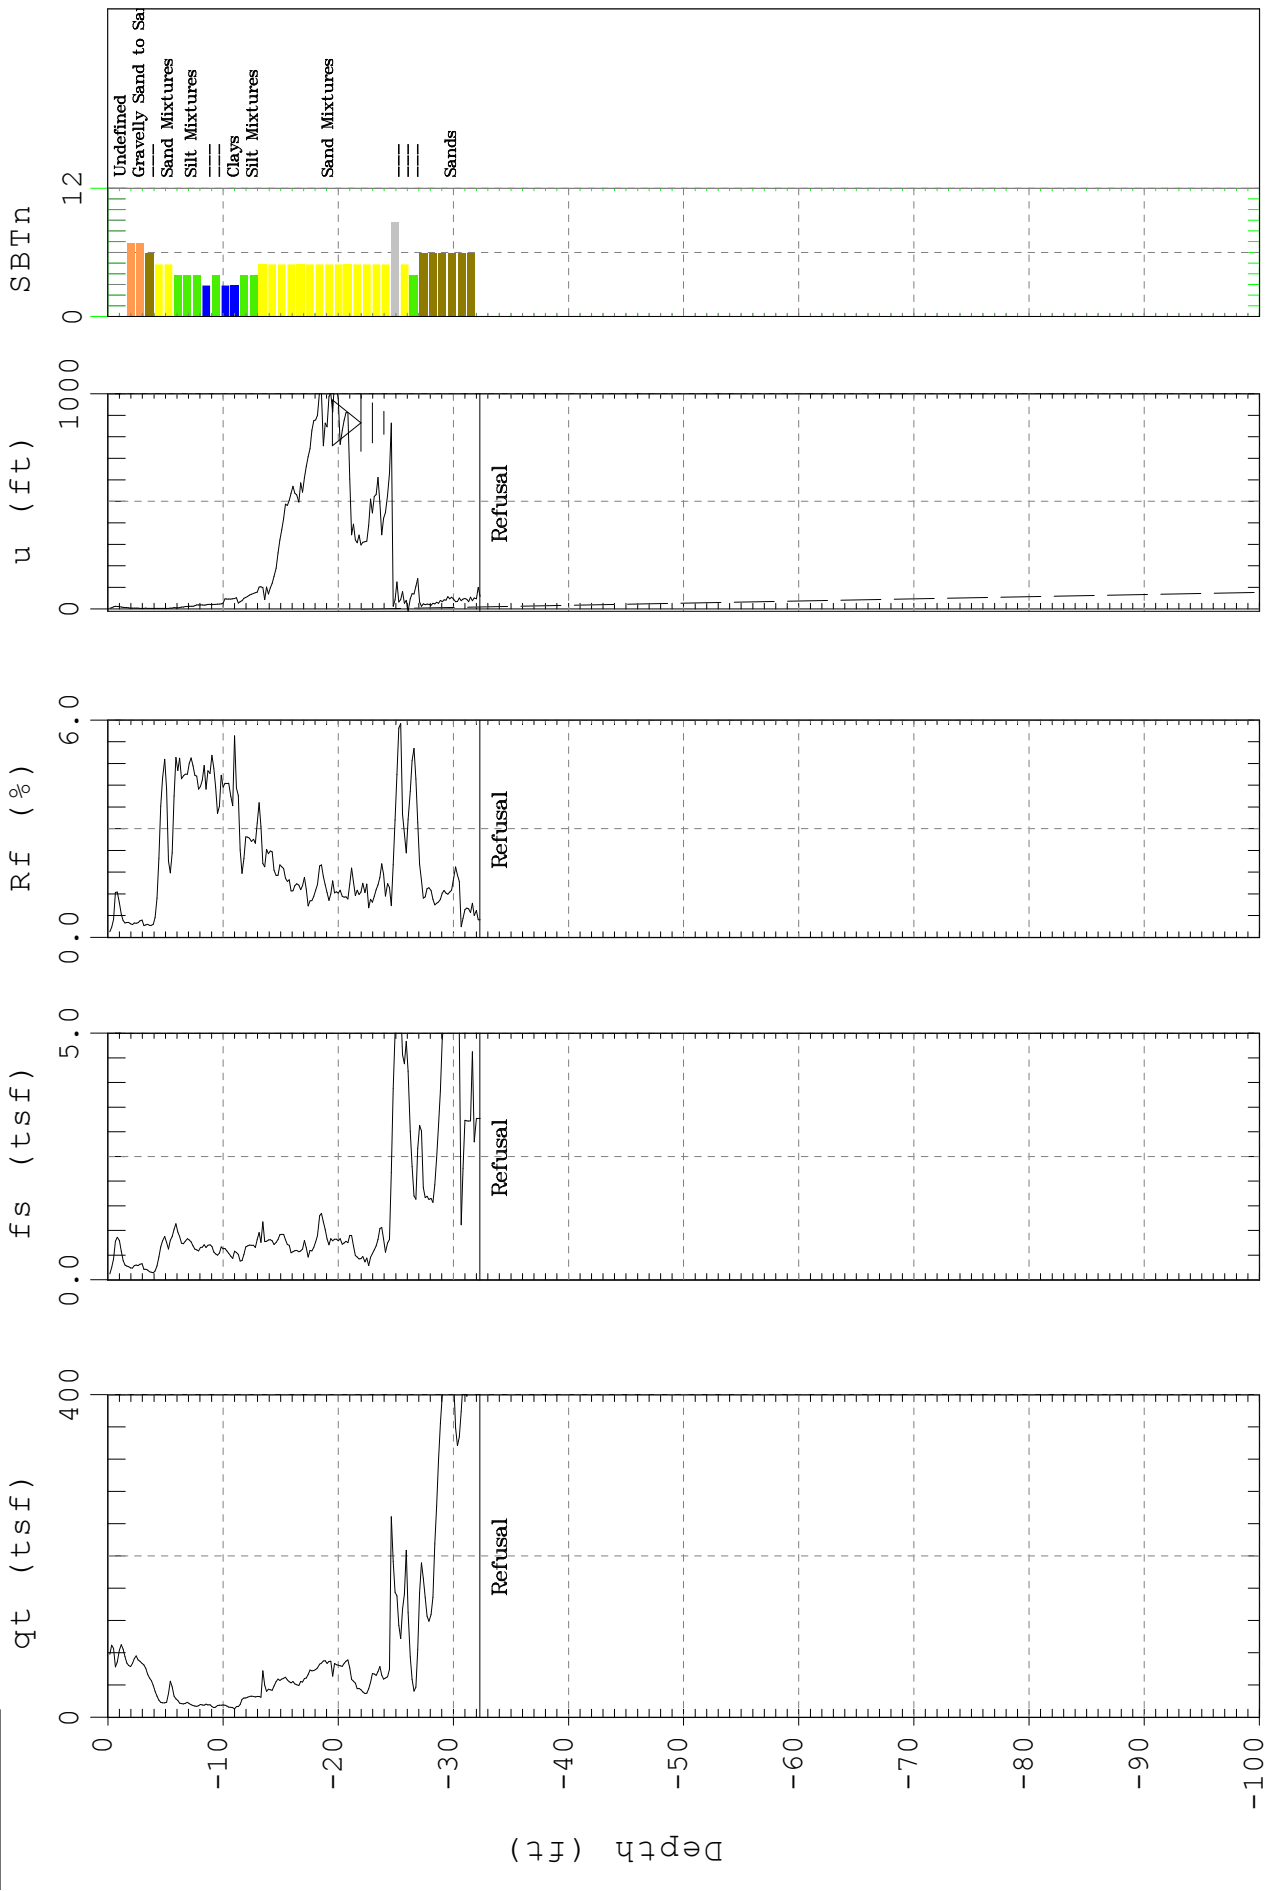 qt (tsf)
fs (tsf)
Rf (%)
u (ft)
SBTn
0
400
0.0
5.0
0.0
6.0
0
1000
0
12
0
-10
-20
-30
-40
-50
-60
-70
-80
-90
-100
Depth (ft)
Refusal
Refusal
Refusal
Refusal
Undefined
Gravelly Sand to Sa
Sand Mixtures
Silt Mixtures
Clays
Silt Mixtures
Sand Mixtures
Sands